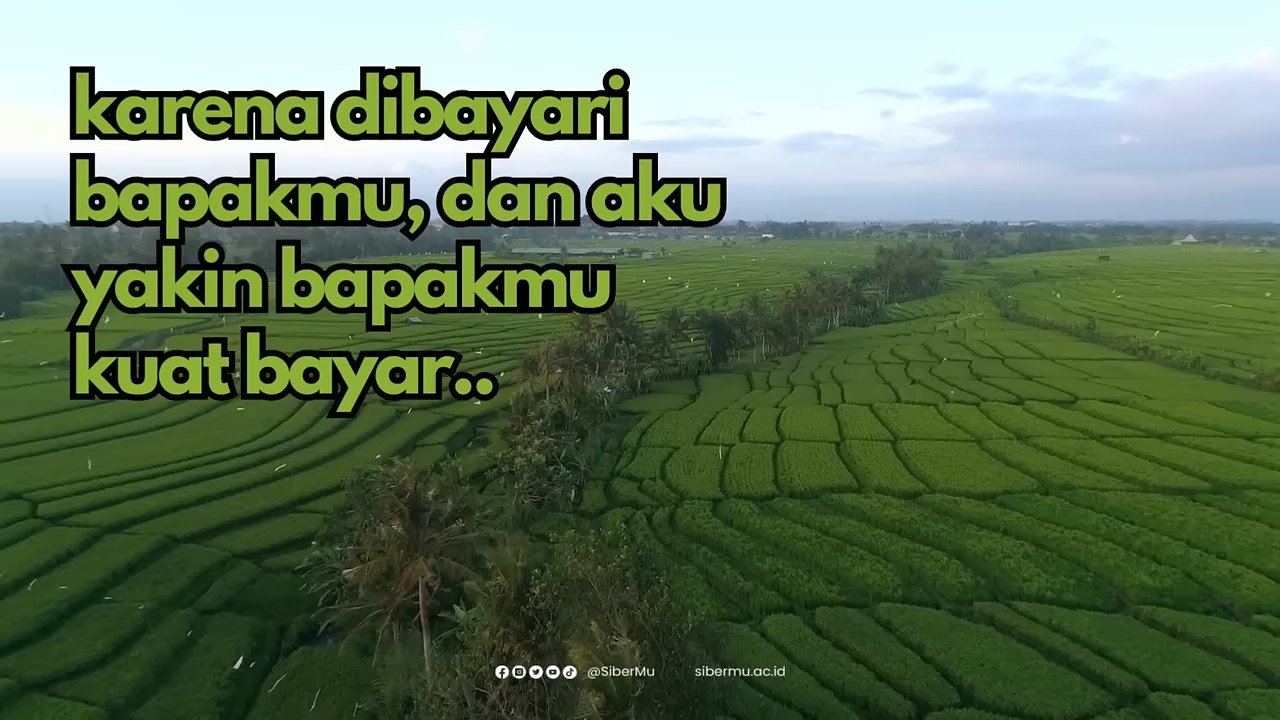 karena dibayari
bapakmu, dan aku
yakin bapakmu
kuat bayar..
@SiberMu sibermu.ac.id